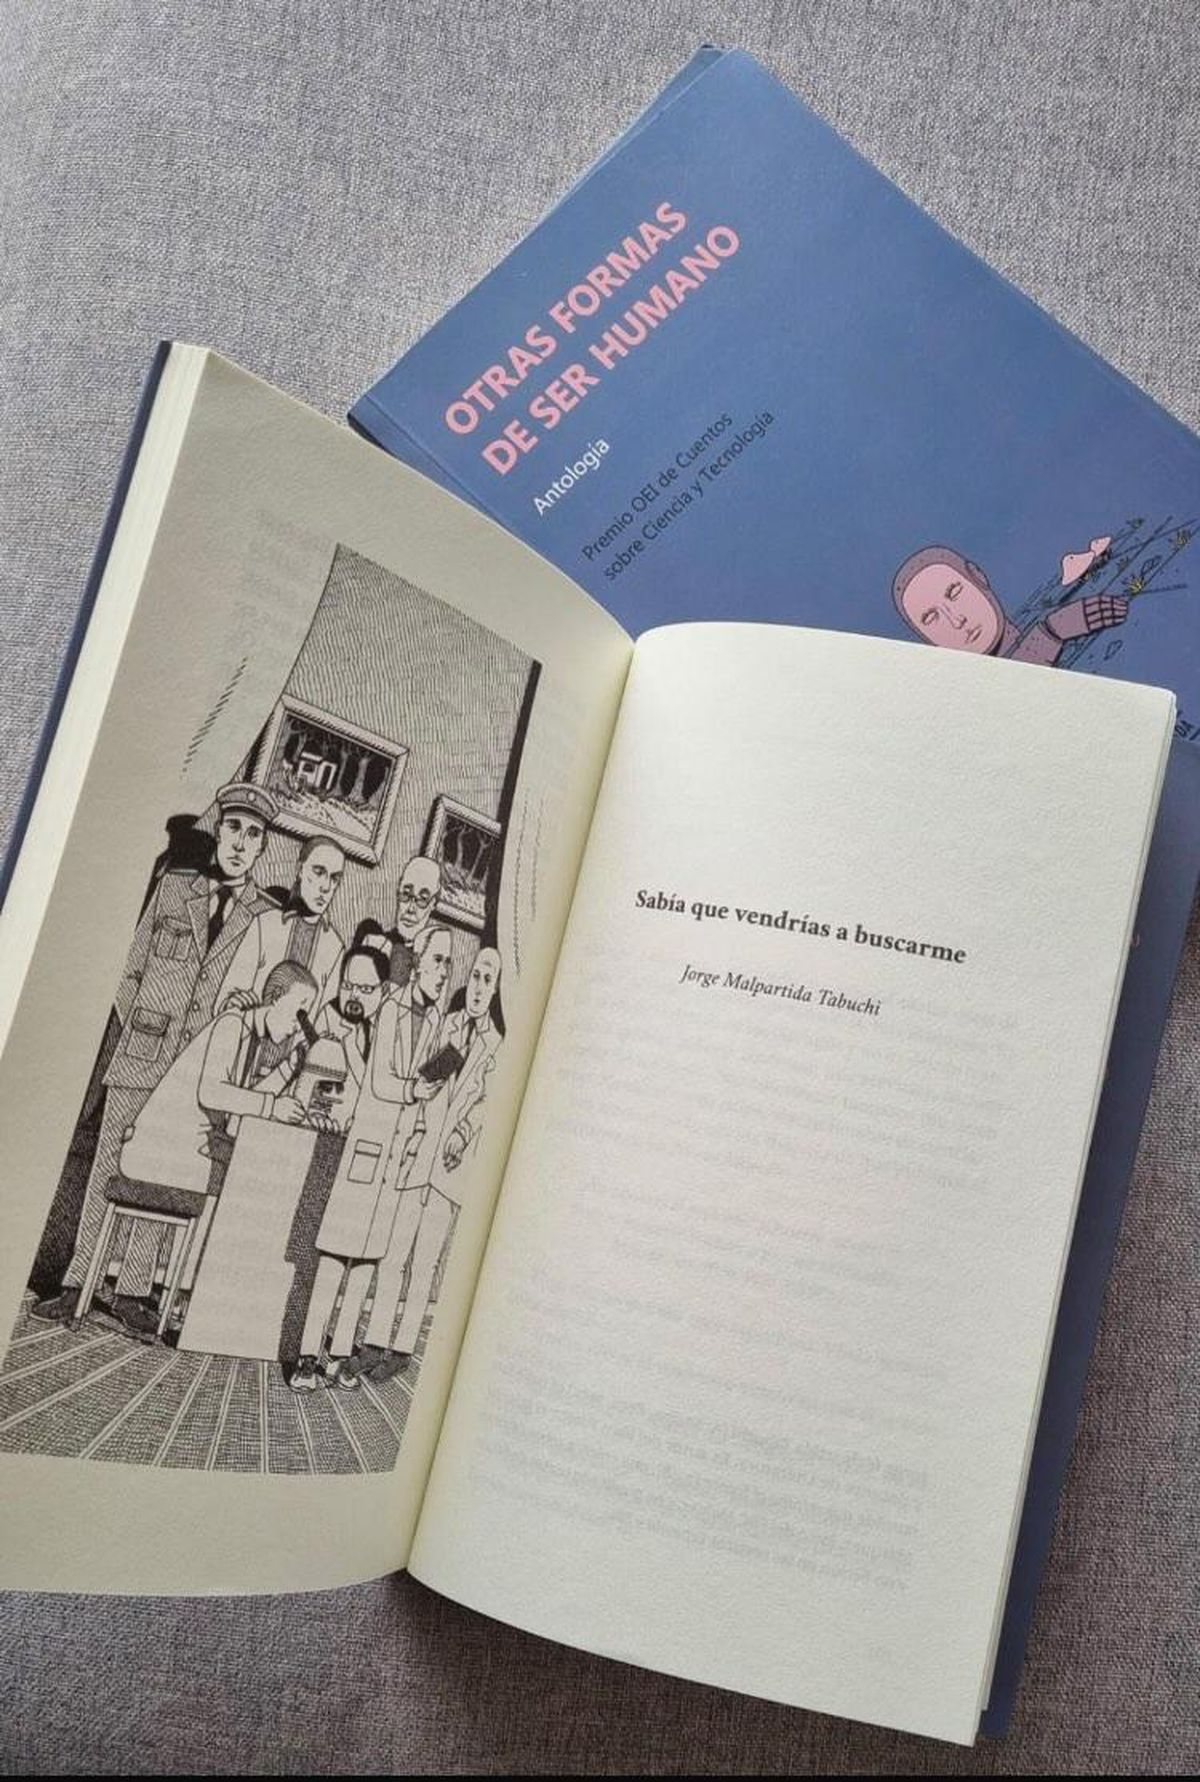 OTRAS FORMAS
DE SER HUMANO
Antología
Premio OEI de Cuentos
sobre Ciencia y Tecnología
Sabía que vendrías a buscarme
Jorge Malpartida Tabuchi